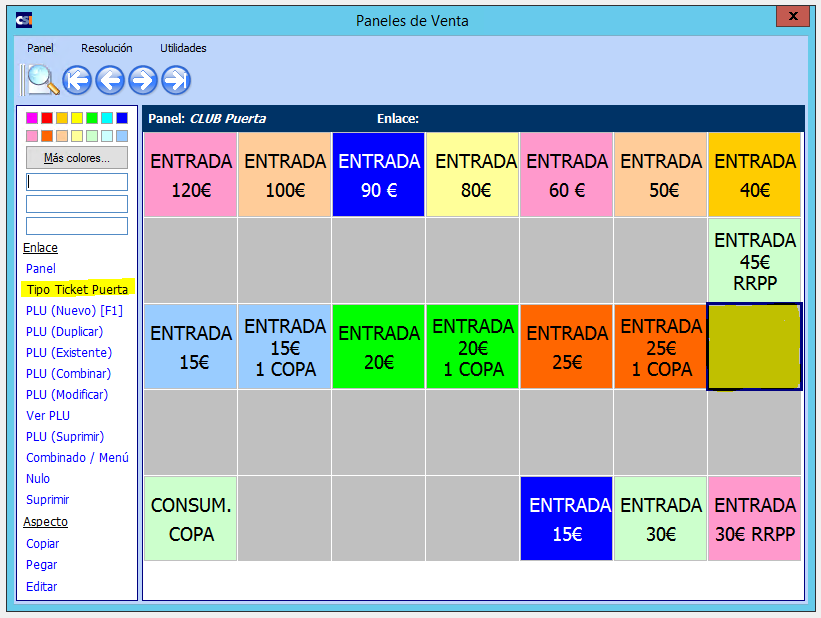 CSI
Paneles de Venta
x
Panel Resolución Utilidades
Panel: CLUB Puerta Enlace:
Más colores...
Enlace
Panel
Tipo Ticket Puerta
PLU (Nuevo) [F1]
PLU (Duplicar)
PLU (Existente)
PLU (Combinar)
PLU (Modificar)
Ver PLU
PLU (Suprimir)
Combinado / Menú
Nulo
Suprimir
Aspecto
Copiar
Pegar
Editar
ENTRADA
120€
ENTRADA
100€
ENTRADA
90 €
ENTRADA
80€
ENTRADA
60 €
ENTRADA
50€
ENTRADA
40€
ENTRADA
45€
RRPP
ENTRADA
15€
ENTRADA
15€
1 COPA
ENTRADA
20€
ENTRADA
20€
1 COPA
ENTRADA
25€
ENTRADA
25€
1 COPA
CONSUM.
COPA
ENTRADA
15€
ENTRADA
30€
ENTRADA
30€ RRPP